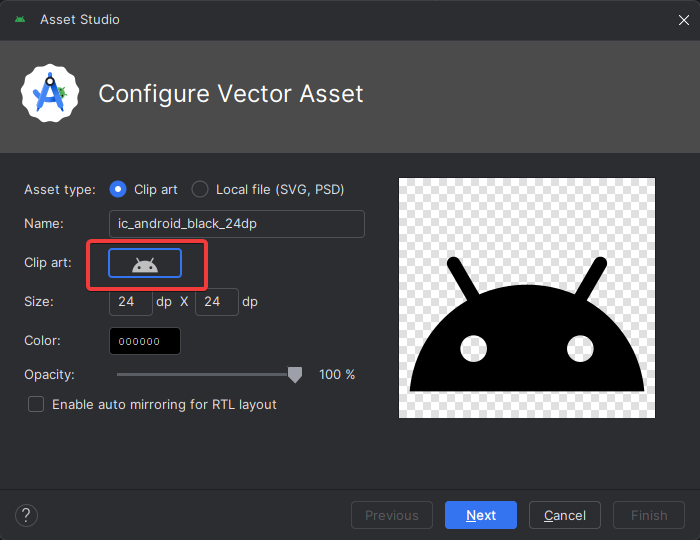 Asset Studio
Configure Vector Asset
Asset type: Clip art Local file (SVG, PSD)
Name: ic_android_black_24dp
Clip art:
Size: 24 dp X 24 dp
Color: 000000
Opacity: 100 %
Enable auto mirroring for RTL layout
? Previous Next Cancel Finish